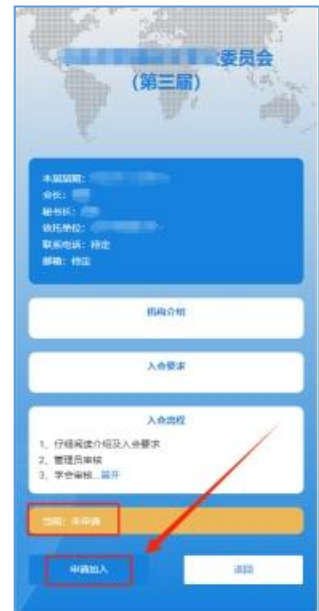 委员会
（第三届）
本届届期：
会长：
秘书长：
依托单位：
联系电话：待定
邮箱：待定
机构介绍
入会要求
入会流程
1、仔细阅读介绍及入会要求
2、管理员审核
3、学会审核...展开
当前：未申请
申请加入
返回